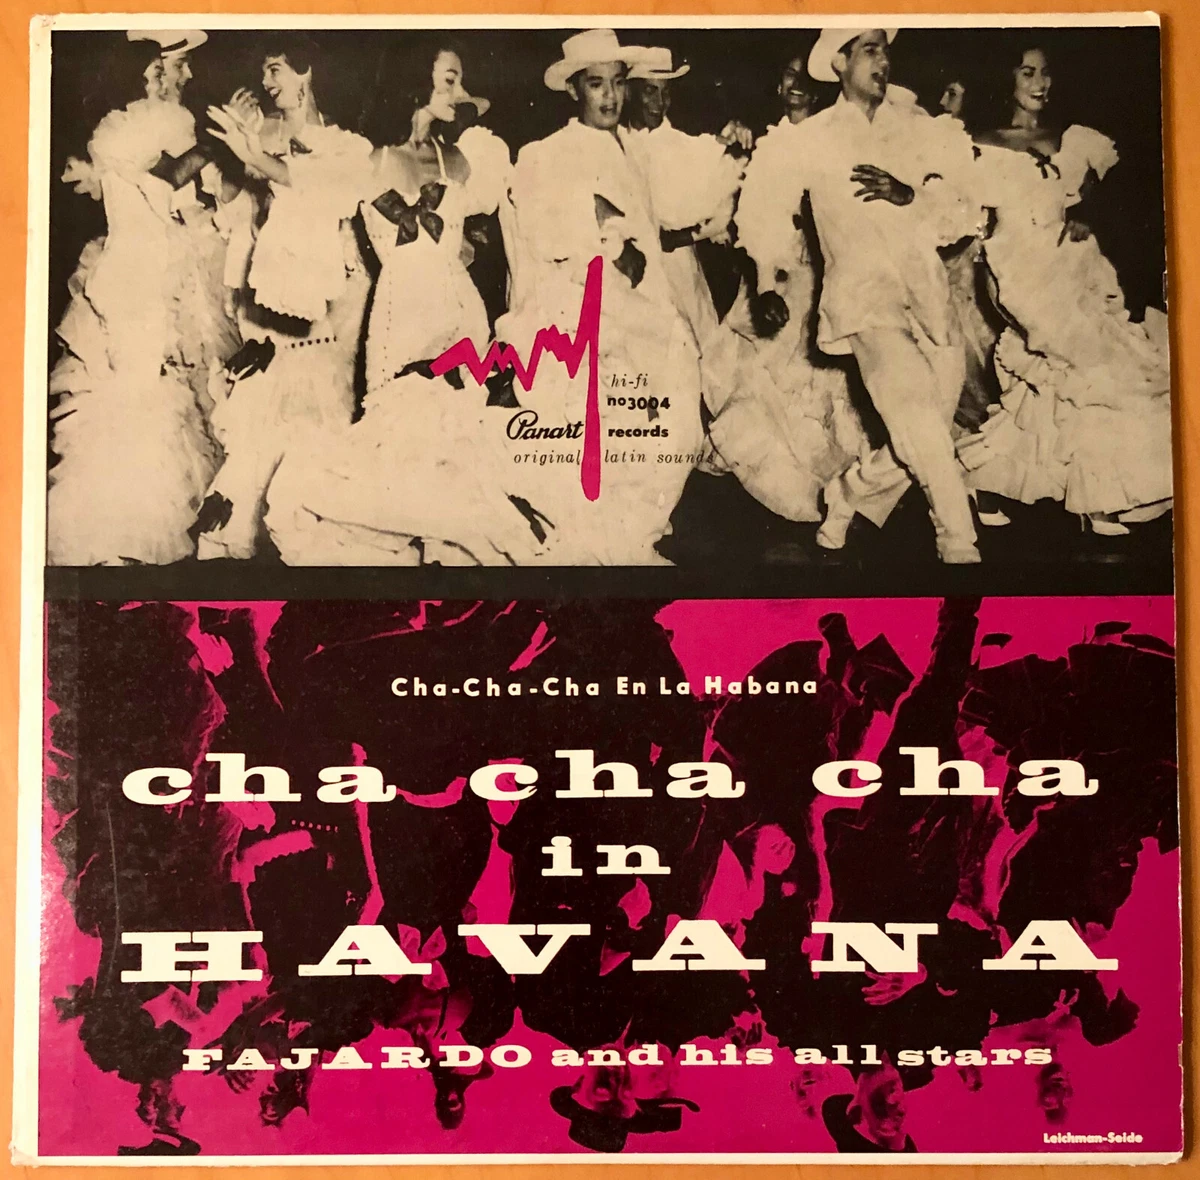 hi-fi
no3004
Panart records
original latin sounds
Cha-Cha-Cha En La Habana
cha cha cha
in
HAVANA
FAJARDO and his all stars
Leichman-Seide